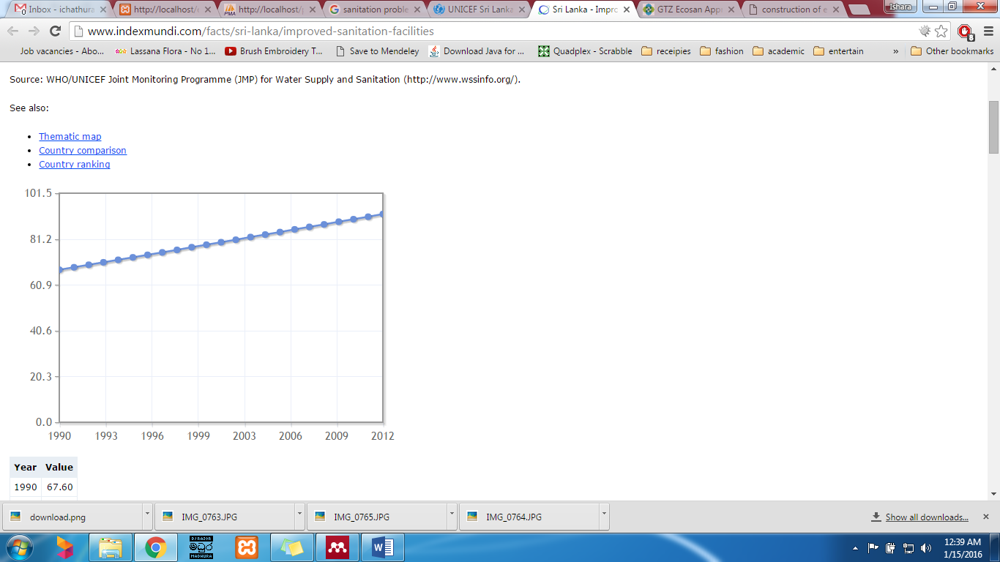 Inbox - ichathura
http://localhost/
http://localhost/
sanitation proble
UNICEF Sri Lanka
Sri Lanka - Impro
GTZ Ecosan App
construction of e
Ishara
www.indexmundi.com/facts/sri-lanka/improved-sanitation-facilities
Job vacancies - Abo...
Lassana Flora - No 1...
Brush Embroidery T...
Save to Mendeley
Download Java for ...
Quadplex - Scrabble
receipies
fashion
academic
entertain
»
Other bookmarks
Source: WHO/UNICEF Joint Monitoring Programme (JMP) for Water Supply and Sanitation (http://www.wssinfo.org/).
See also:
• Thematic map
• Country comparison
• Country ranking
101.5
81.2
60.9
40.6
20.3
0.0
1990 1993 1996 1999 2003 2006 2009 2012
Year Value
1990 67.60
download.png
IMG_0763.JPG
IMG_0765.JPG
IMG_0764.JPG
Show all downloads...
DJ RAZOR
MADHURA
12:39 AM
1/15/2016